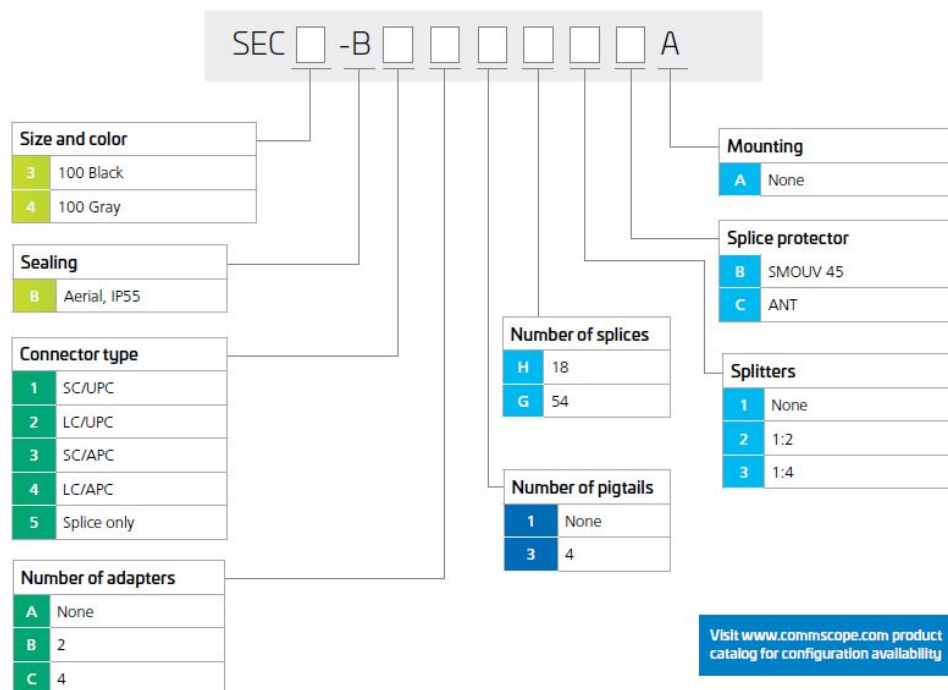 SEC -B A
Size and color
3 100 Black
4 100 Gray
Sealing
B Aerial, IP55
Connector type
1 SC/UPC
2 LC/UPC
3 SC/APC
4 LC/APC
5 Splice only
Number of adapters
A None
B 2
C 4
Number of splices
H 18
G 54
Number of pigtails
1 None
3 4
Mounting
A None
Splice protector
B SMOUV 45
C ANT
Splitters
1 None
2 1:2
3 1:4
Visit www.commscope.com product
catalog for configuration availability